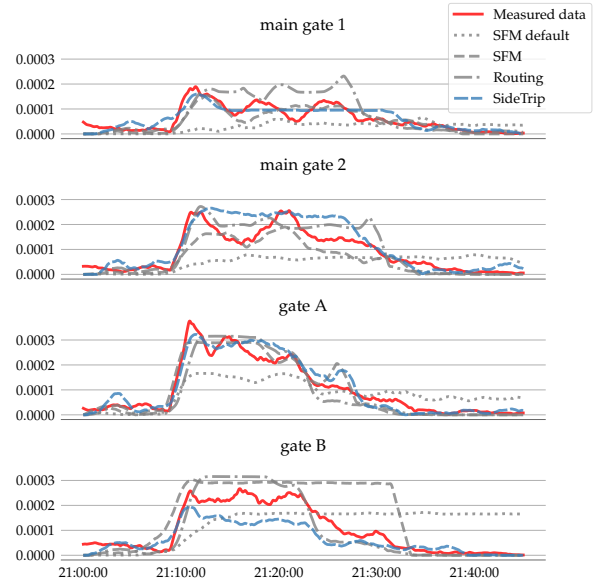 main gate 1
Measured data
SFM default
SFM
Routing
SideTrip
0.0003
0.0002
0.0001
0.0000
main gate 2
0.0003
0.0002
0.0001
0.0000
gate A
0.0003
0.0002
0.0001
0.0000
gate B
0.0003
0.0002
0.0001
0.0000
21:00:00 21:10:00 21:20:00 21:30:00 21:40:00